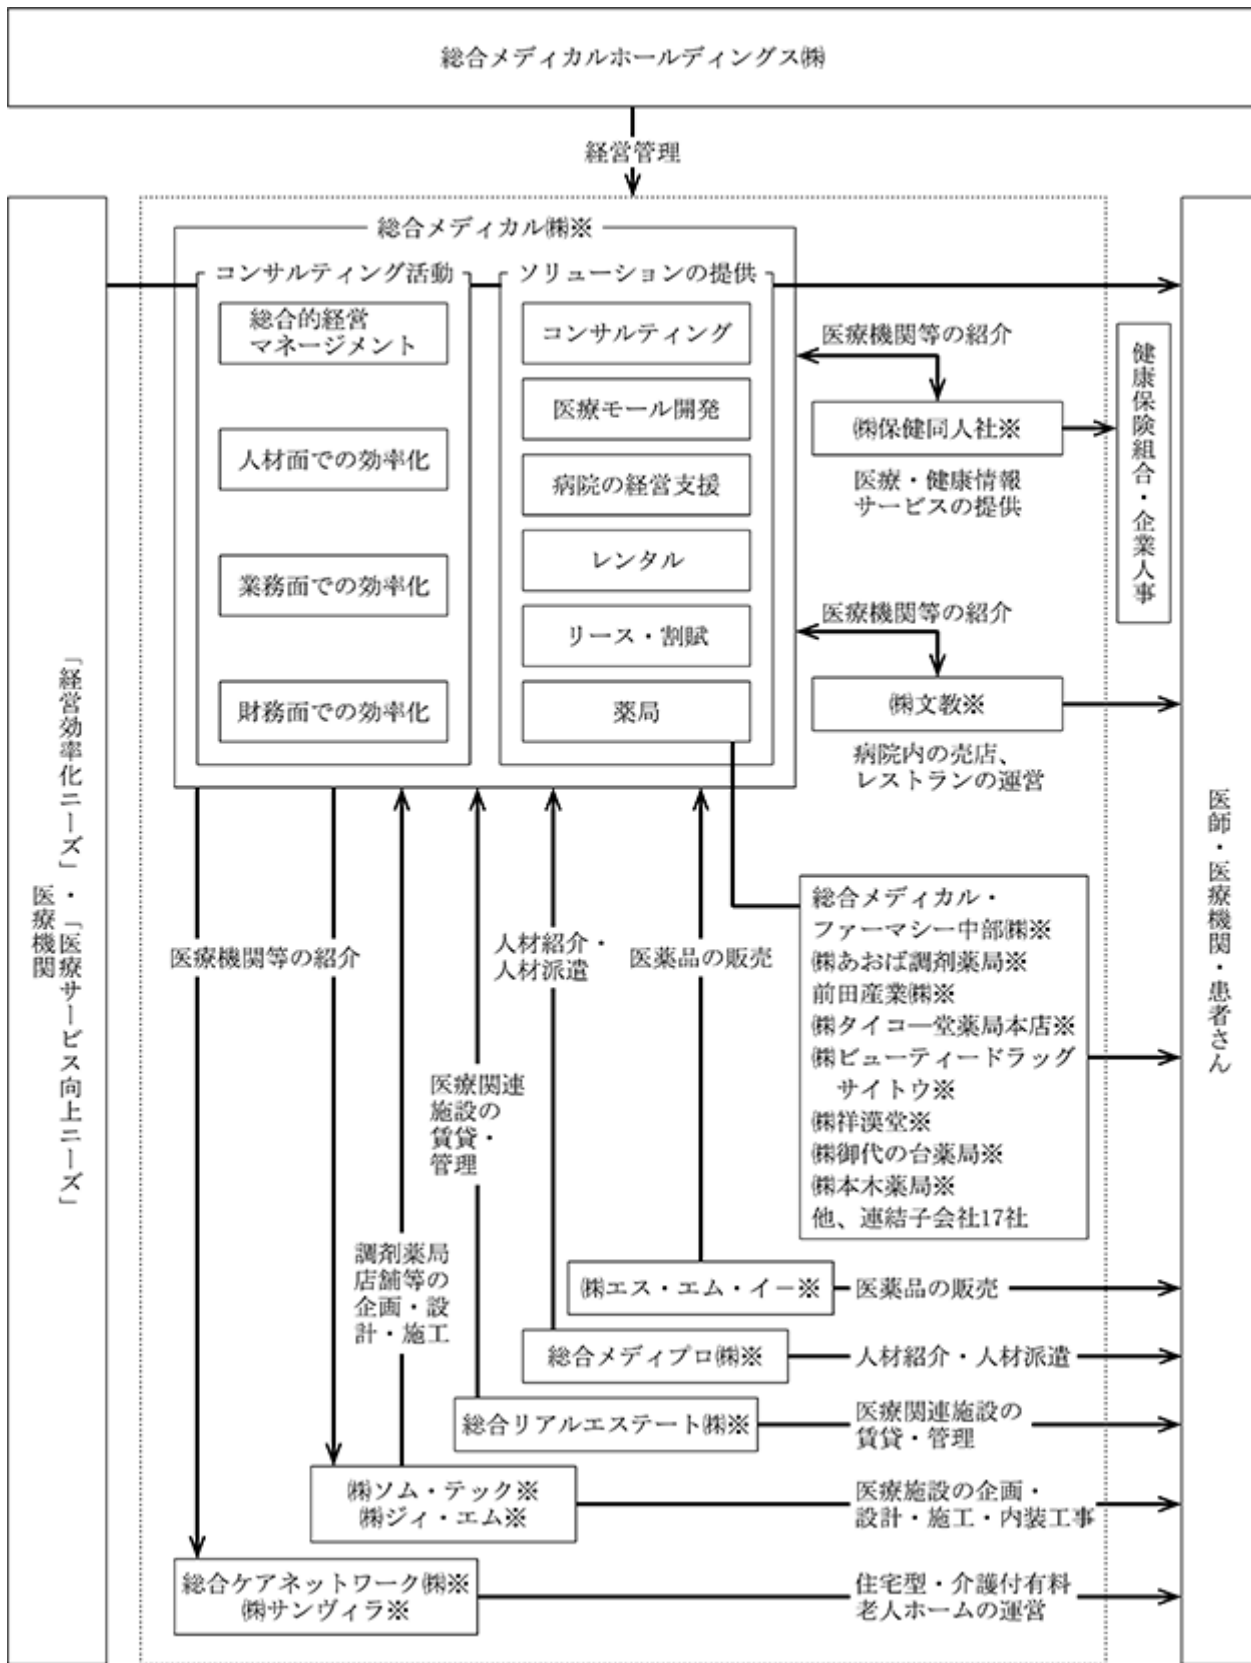 総合メディカルホールディングス㈱
経営管理
総合メディカル㈱※
コンサルティング活動
総合的経営
マネージメント
人材面での効率化
業務面での効率化
財務面での効率化
ソリューションの提供
コンサルティング
医療モール開発
病院の経営支援
レンタル
リース・割賦
薬局
医療機関等の紹介
㈱保健同人社※
医療・健康情報
サービスの提供
健康保険組合・企業人事
医療機関等の紹介
㈱文教※
病院内の売店、
レストランの運営
「経営効率化ニーズ」・「医療サービス向上ニーズ」
医療機関
医師・医療機関・患者さん
医療機関等の紹介
調剤薬局
店舗等の
企画・設
計・施工
医療関連
施設の
賃貸・
管理
人材紹介・
人材派遣
医薬品の販売
総合メディカル・
ファーマシー中部㈱※
㈱あおば調剤薬局※
前田産業㈱※
㈱タイコー堂薬局本店※
㈱ビューティードラッグ
サイトウ※
㈱祥漢堂※
㈱御代の台薬局※
㈱本木薬局※
他、連結子会社17社
㈱エス・エム・イー※
医薬品の販売
総合メディプロ㈱※
人材紹介・人材派遣
総合リアルエステート㈱※
医療関連施設の
賃貸・管理
㈱ソム・テック※
㈱ジィ・エム※
医療施設の企画・
設計・施工・内装工事
総合ケアネットワーク㈱※
㈱サンヴィラ※
住宅型・介護付有料
老人ホームの運営